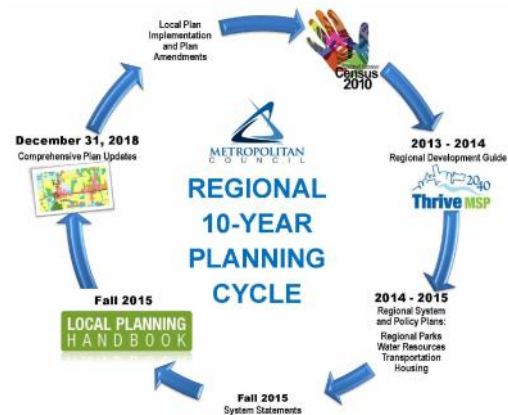 Local Plan
Implementation
and Plan
Amendments
Census
2010
2013 - 2014
Regional Development Guide
2040
Thrive MSP
2014 - 2015
Regional System
and Policy Plans:
Regional Parks
Water Resources
Transportation
Housing
Fall 2015
System Statements
Fall 2015
LOCAL PLANNING
HANDBOOK
December 31, 2018
Comprehensive Plan Updates
METROPOLITAN
COUNCIL
REGIONAL
10-YEAR
PLANNING
CYCLE